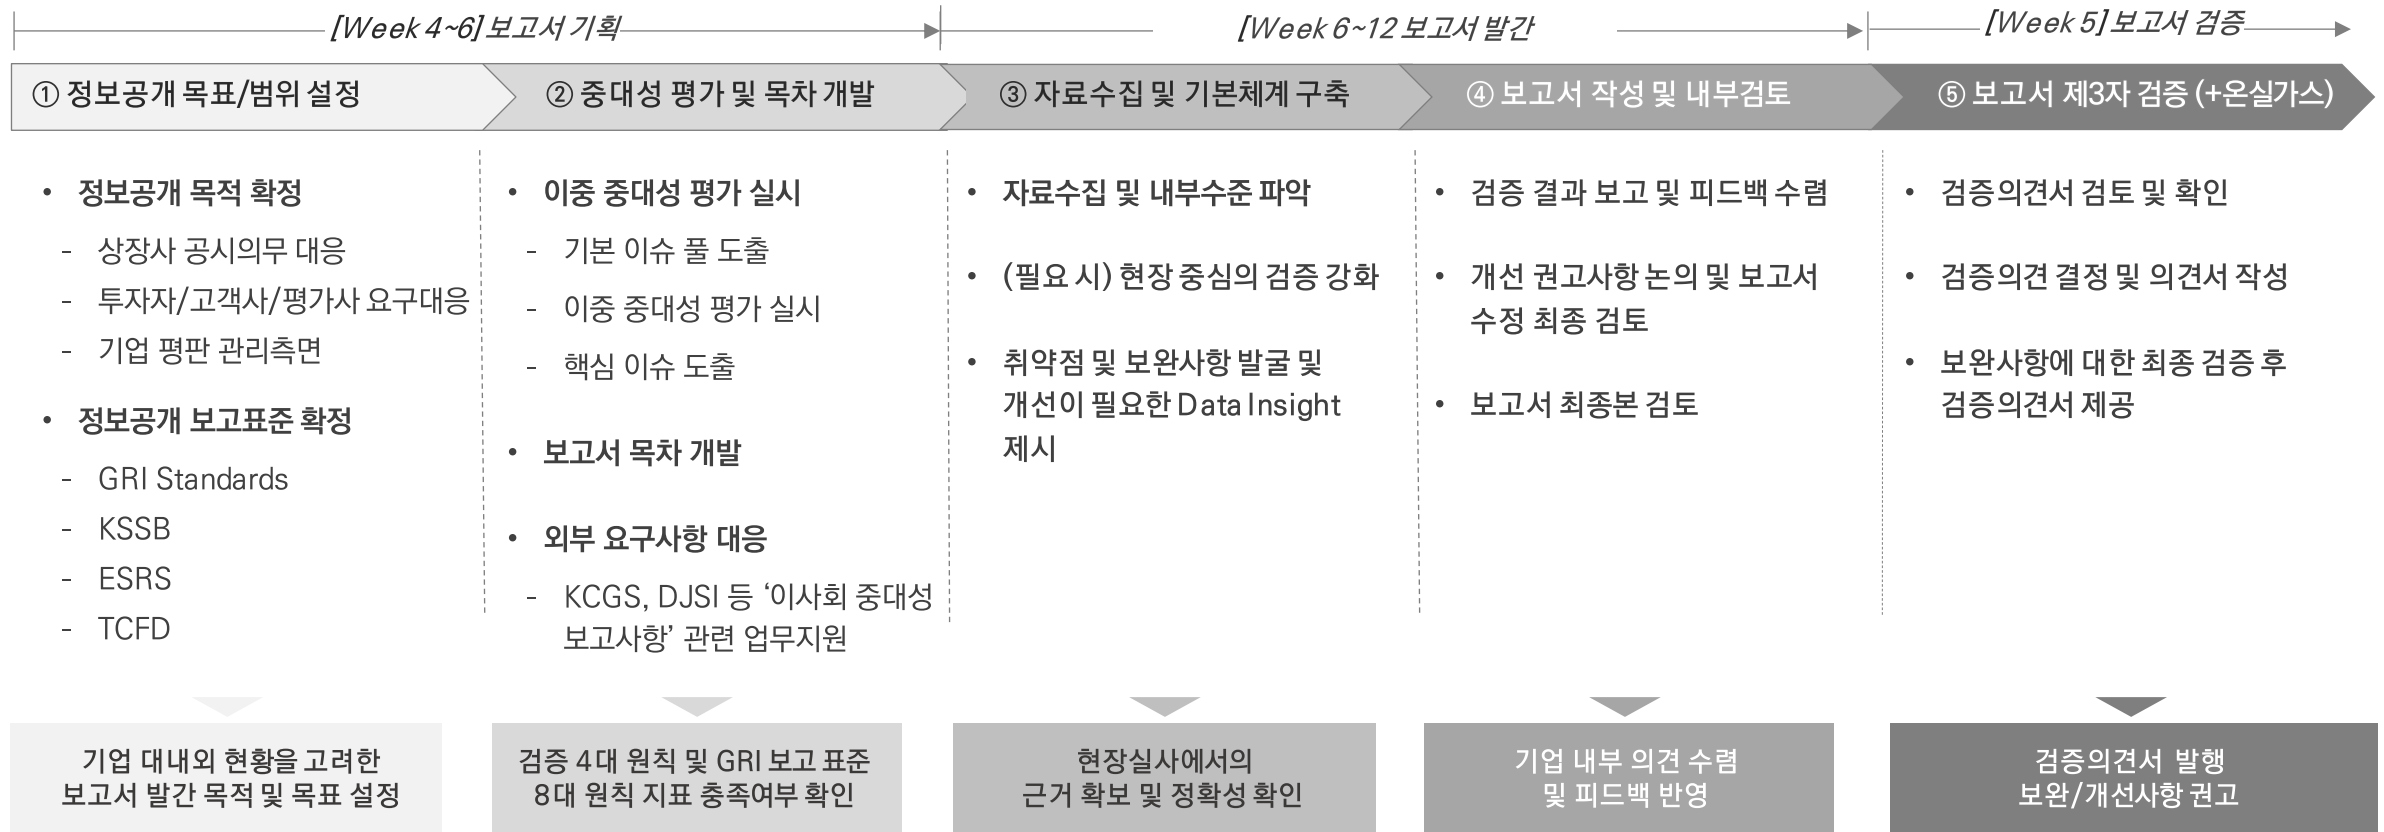 [Week 4~6] 보고서 기획
[Week 6~12 보고서 발간
[Week 5] 보고서 검증
① 정보공개 목표/범위 설정
② 중대성 평가 및 목차 개발
③ 자료수집 및 기본체계 구축
④ 보고서 작성 및 내부검토
⑤ 보고서 제3자 검증 (+온실가스)
• 정보공개 목적 확정
- 상장사 공시의무 대응
- 투자자/고객사/평가사 요구대응
- 기업 평판 관리측면
• 정보공개 보고표준 확정
- GRI Standards
- KSSB
- ESRS
- TCFD
• 이중 중대성 평가 실시
- 기본 이슈 풀 도출
- 이중 중대성 평가 실시
- 핵심 이슈 도출
• 보고서 목차 개발
• 외부 요구사항 대응
- KCGS, DJSI 등 ‘이사회 중대성
보고사항’ 관련 업무지원
• 자료수집 및 내부수준 파악
• (필요 시) 현장 중심의 검증 강화
• 취약점 및 보완사항 발굴 및
개선이 필요한 Data Insight
제시
• 검증 결과 보고 및 피드백 수렴
• 개선 권고사항 논의 및 보고서
수정 최종 검토
• 보고서 최종본 검토
• 검증의견서 검토 및 확인
• 검증의견 결정 및 의견서 작성
• 보완사항에 대한 최종 검증 후
검증의견서 제공
기업 대내외 현황을 고려한
보고서 발간 목적 및 목표 설정
검증 4대 원칙 및 GRI 보고 표준
8대 원칙 지표 충족여부 확인
현장실사에서의
근거 확보 및 정확성 확인
기업 내부 의견 수렴
및 피드백 반영
검증의견서 발행
보완/개선사항 권고